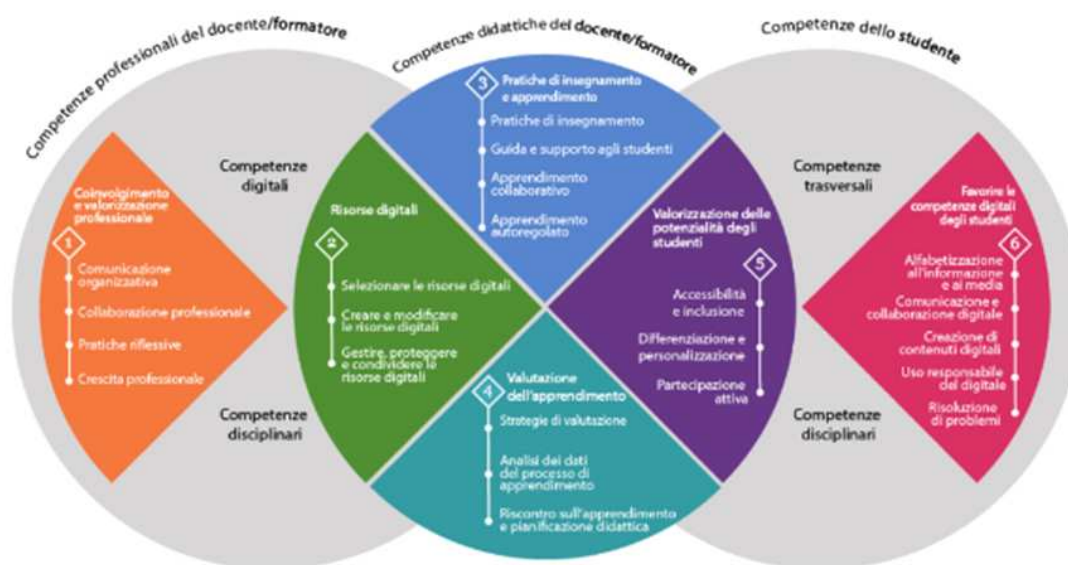 Competenze professionali del docente/formatore
Competenze didattiche del docente/formatore
Competenze dello studente
Competenze
digitali
Competenze
disciplinari
Coinvolgimento
e valorizzazione
professionale
1
Comunicazione
organizzativa
Collaborazione professionale
Pratiche riflessive
Crescita professionale
Risorse digitali
2
Selezionare le risorse digitali
Creare e modificare
le risorse digitali
Gestire, proteggere
e condividere le
risorse digitali
3
Pratiche di insegnamento
e apprendimento
Pratiche di insegnamento
Guida e supporto agli studenti
Apprendimento
collaborativo
Apprendimento
autoregolato
4
Valutazione
dell'apprendimento
Strategie di valutazione
Analisi dei dati
del processo di
apprendimento
Riscontro sull'apprendimento
e pianificazione didattica
Valorizzazione delle
potenzialità degli
studenti
5
Accessibilità
e inclusione
Differenziazione e
personalizzazione
Partecipazione
attiva
Competenze
trasversali
Competenze
disciplinari
Favorire le
competenze digitali
degli studenti
6
Alfabetizzazione
all'informazione
e ai media
Comunicazione e
collaborazione digitale
Creazione di
contenuti digitali
Uso responsabile
del digitale
Risoluzione
di problemi